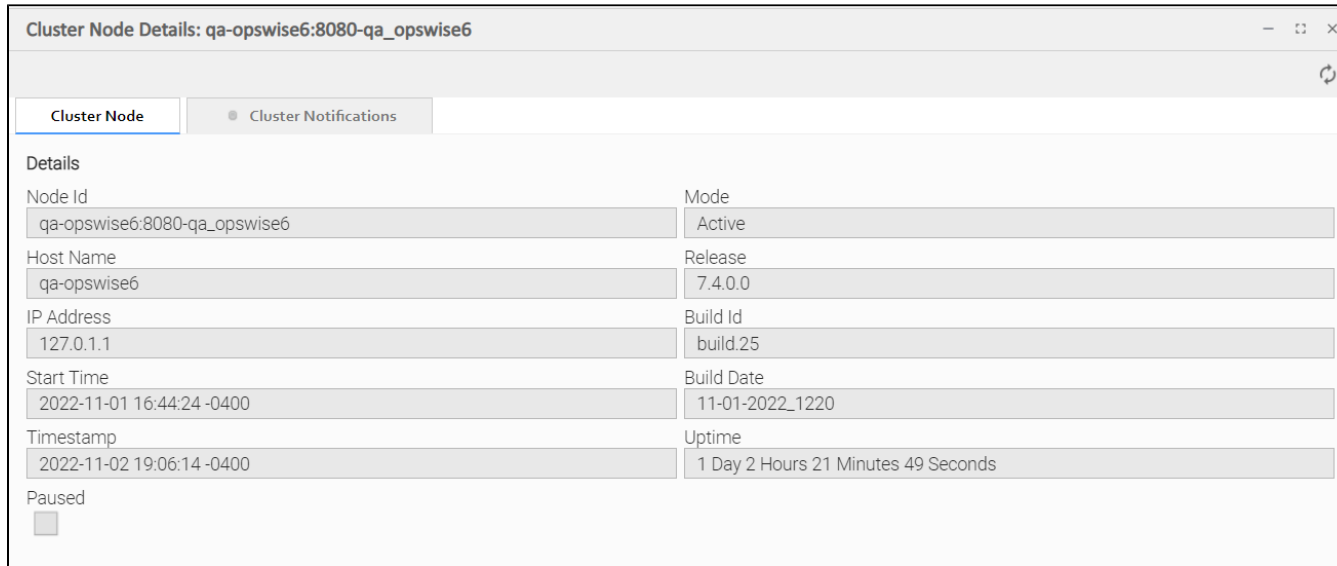 Cluster Node Details: qa-opswise6:8080-qa_opswise6
Cluster Node
Cluster Notifications
Details
Node Id
qa-opswise6:8080-qa_opswise6
Mode
Active
Host Name
qa-opswise6
Release
7.4.0.0
IP Address
127.0.1.1
Build Id
build.25
Start Time
2022-11-01 16:44:24 -0400
Build Date
11-01-2022_1220
Timestamp
2022-11-02 19:06:14 -0400
Uptime
1 Day 2 Hours 21 Minutes 49 Seconds
Paused